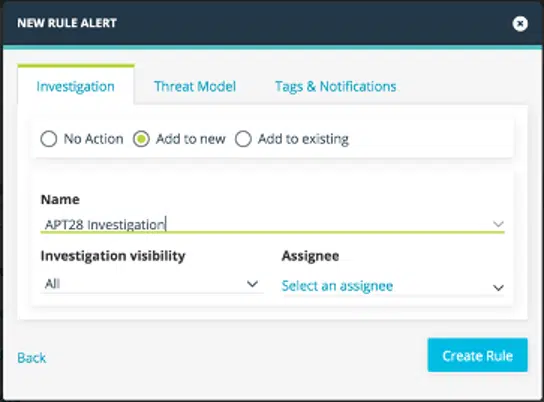 NEW RULE ALERT
Investigation Threat Model Tags & Notifications
No Action Add to new Add to existing
Name
APT28 Investigation
Investigation visibility Assignee
All Select an assignee
Back Create Rule